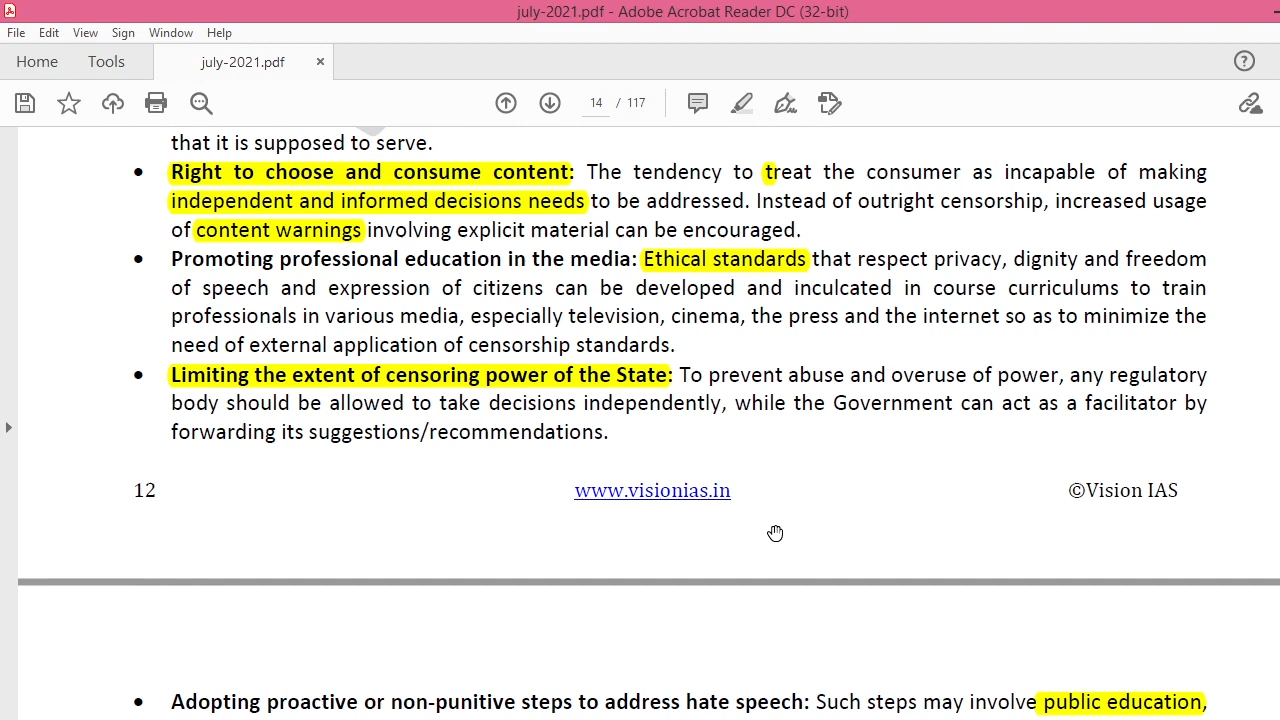 july-2021.pdf - Adobe Acrobat Reader DC (32-bit)
File Edit View Sign Window Help
Home Tools july-2021.pdf ×
14 / 117
that it is supposed to serve.
• Right to choose and consume content: The tendency to treat the consumer as incapable of making
independent and informed decisions needs to be addressed. Instead of outright censorship, increased usage
of content warnings involving explicit material can be encouraged.
• Promoting professional education in the media: Ethical standards that respect privacy, dignity and freedom
of speech and expression of citizens can be developed and inculcated in course curriculums to train
professionals in various media, especially television, cinema, the press and the internet so as to minimize the
need of external application of censorship standards.
• Limiting the extent of censoring power of the State: To prevent abuse and overuse of power, any regulatory
body should be allowed to take decisions independently, while the Government can act as a facilitator by
forwarding its suggestions/recommendations.
12 www.visionias.in ©Vision IAS
• Adopting proactive or non-punitive steps to address hate speech: Such steps may involve public education,